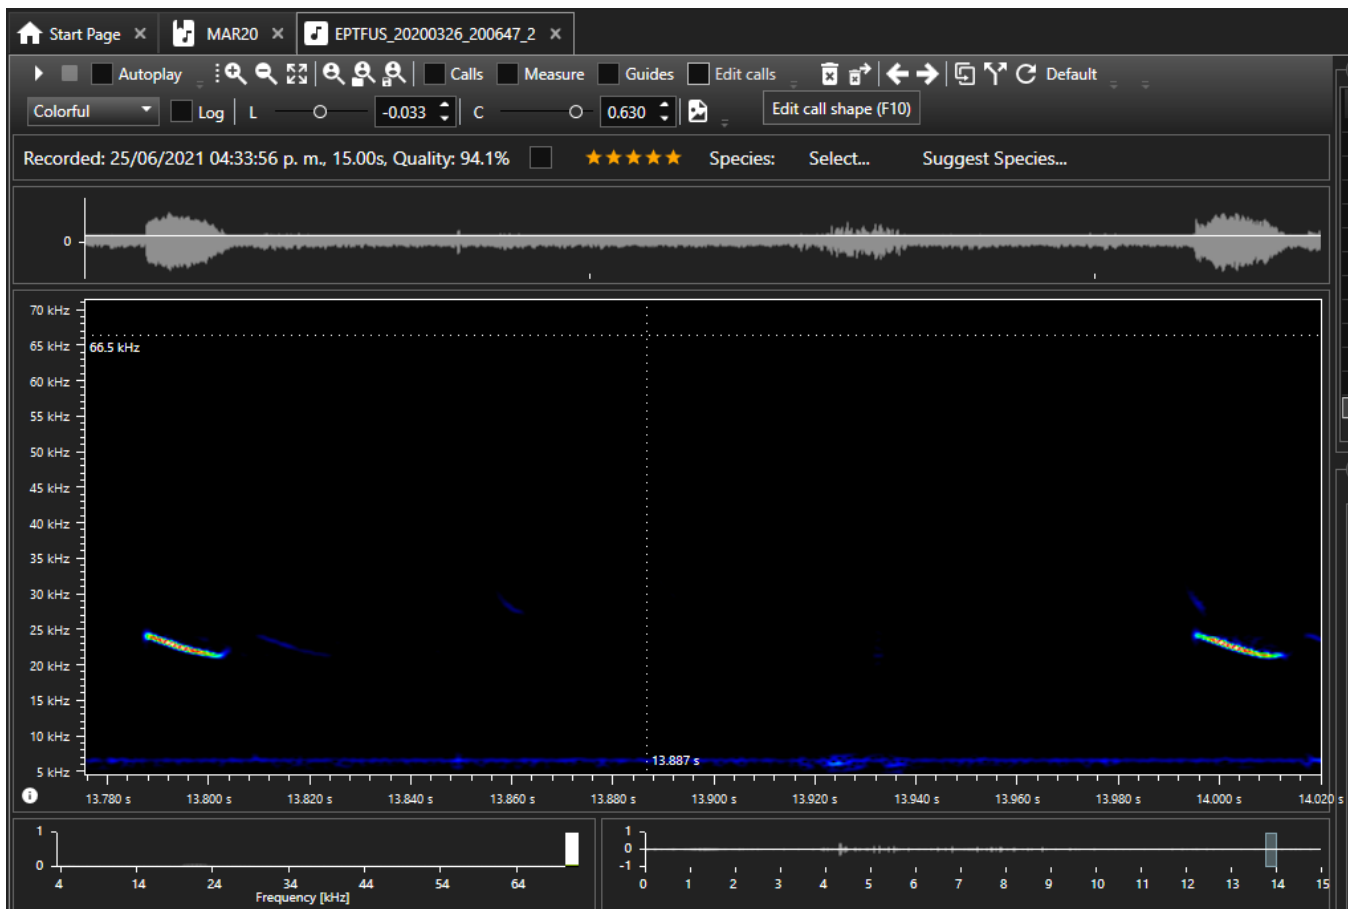 Start Page × MAR20 × EPTFUS_20200326_200647_2 ×
Autoplay Calls Measure Guides Edit calls Default
Colorful Log L -0.033 C 0.630 Edit call shape (F10)
Recorded: 25/06/2021 04:33:56 p. m., 15.00s, Quality: 94.1% Species: Select... Suggest Species...
0
70 kHz
65 kHz 66.5 kHz
60 kHz
55 kHz
50 kHz
45 kHz
40 kHz
35 kHz
30 kHz
25 kHz
20 kHz
15 kHz
10 kHz
5 kHz 13.887 s
13.780 s 13.800 s 13.820 s 13.840 s 13.860 s 13.880 s 13.900 s 13.920 s 13.940 s 13.960 s 13.980 s 14.000 s 14.020 s
1
0
4 14 24 34 44 54 64
Frequency [kHz]
1
0
-1
0 1 2 3 4 5 6 7 8 9 10 11 12 13 14 15